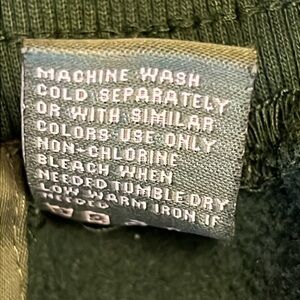 MACHINE WASH
COLD SEPARATELY
OR WITH SIMILAR
COLORS USE ONLY
NON-CHLORINE
BLEACH WHEN
NEEDED TUMBLE DRY
LOW WARM IRON IF
NEEDED